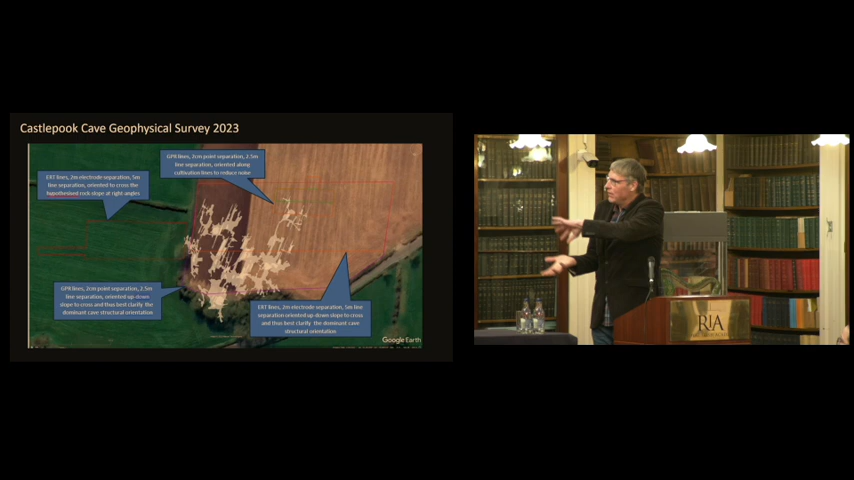 Castlepook Cave Geophysical Survey 2023
GPR lines, 2cm point separation, 2.5m
line separation, oriented along
cultivation lines to reduce noise
ERT lines, 2m electrode separation, 5m
line separation, oriented to cross the
hypothesised rock slope at right angles
GPR lines, 2cm point separation, 2.5m
line separation, oriented up-down
slope to cross and thus best clarify the
dominant cave structural orientation
ERT lines, 2m electrode separation, 5m line
separation oriented up down slope to cross
and thus best clarify the dominant cave
structural orientation
Google Earth
RIA